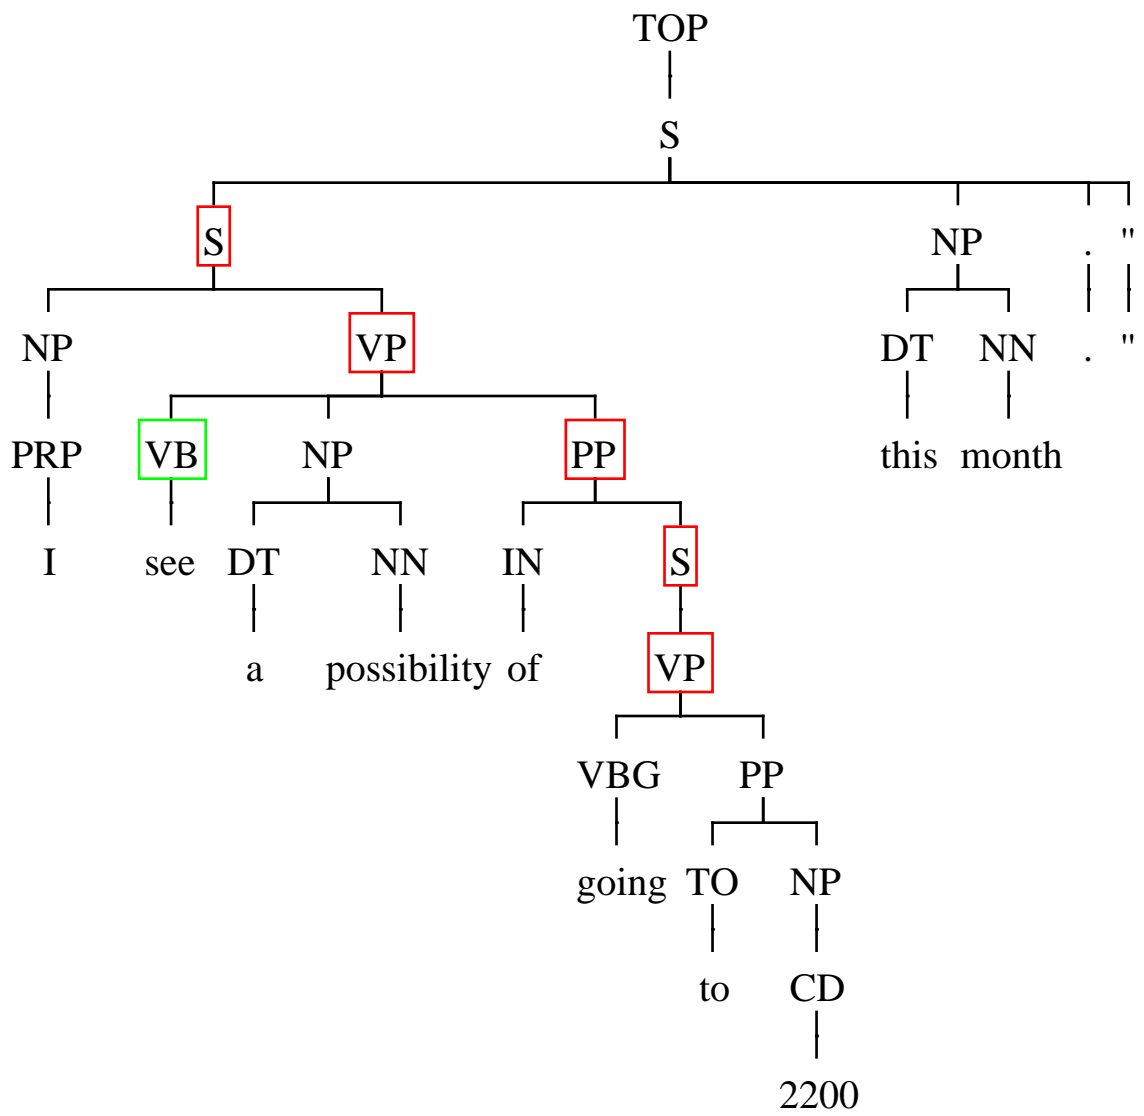 TOP
S
S NP . "
NP VP DT NN . "
PRP VB NP PP this month
I see DT NN IN S
a possibility of VP
VBG PP
going TO NP
to CD
2200